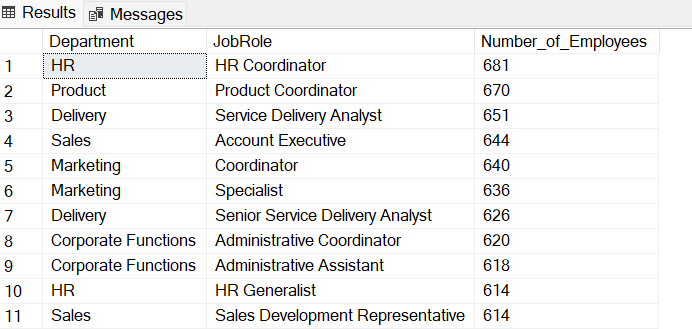 Results Messages
Department JobRole Number_of_Employees
1 HR HR Coordinator 681
2 Product Product Coordinator 670
3 Delivery Service Delivery Analyst 651
4 Sales Account Executive 644
5 Marketing Coordinator 640
6 Marketing Specialist 636
7 Delivery Senior Service Delivery Analyst 626
8 Corporate Functions Administrative Coordinator 620
9 Corporate Functions Administrative Assistant 618
10 HR HR Generalist 614
11 Sales Sales Development Representative 614